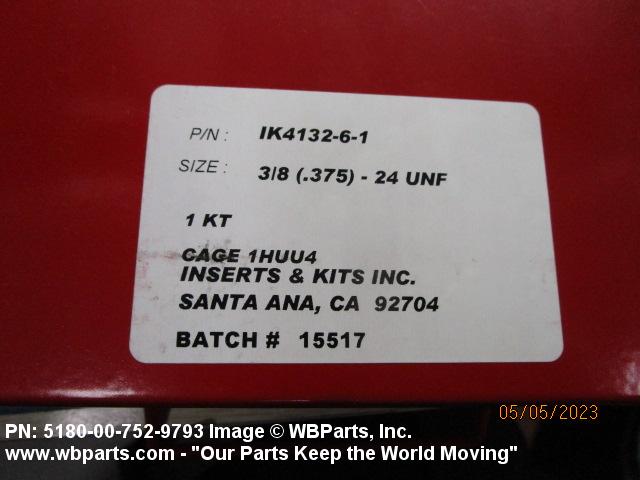 P/N : IK4132-6-1
SIZE : 3/8 (.375) - 24 UNF
1 KT
CAGE 1HUU4
INSERTS & KITS INC.
SANTA ANA, CA 92704
BATCH # 15517
05/05/2023
PN: 5180-00-752-9793 Image © WBParts, Inc.
www.wbparts.com - "Our Parts Keep the World Moving"